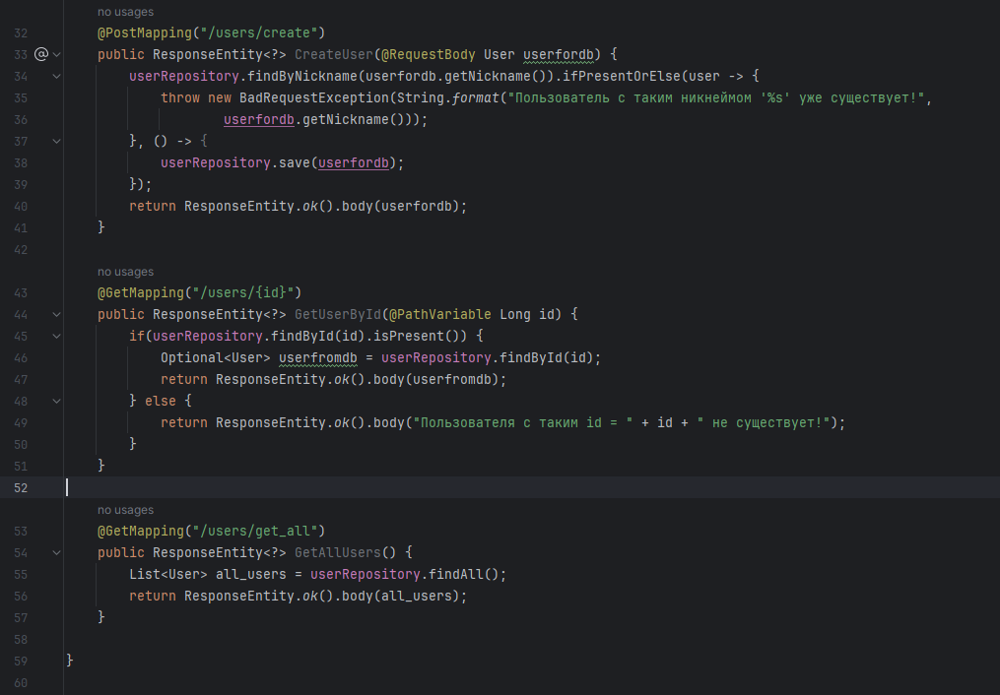 no usages
32 @PostMapping("/users/create")
33 @ public ResponseEntity<?> CreateUser(@RequestBody User userfordb) {
34 userRepository.findByNickname(userfordb.getNickname()).ifPresentOrElse(user -> {
35 throw new BadRequestException(String.format("Пользователь с таким никнеймом '%s' уже существует!",
36 userfordb.getNickname()));
37 }, () -> {
38 userRepository.save(userfordb);
39 });
40 return ResponseEntity.ok().body(userfordb);
41 }
42
no usages
43 @GetMapping("/users/{id}")
44 public ResponseEntity<?> GetUserById(@PathVariable Long id) {
45 if(userRepository.findById(id).isPresent()) {
46 Optional<User> userfromdb = userRepository.findById(id);
47 return ResponseEntity.ok().body(userfromdb);
48 } else {
49 return ResponseEntity.ok().body("Пользователя с таким id = " + id + " не существует!");
50 }
51 }
52
no usages
53 @GetMapping("/users/get_all")
54 public ResponseEntity<?> GetAllUsers() {
55 List<User> all_users = userRepository.findAll();
56 return ResponseEntity.ok().body(all_users);
57 }
58
59 }
60